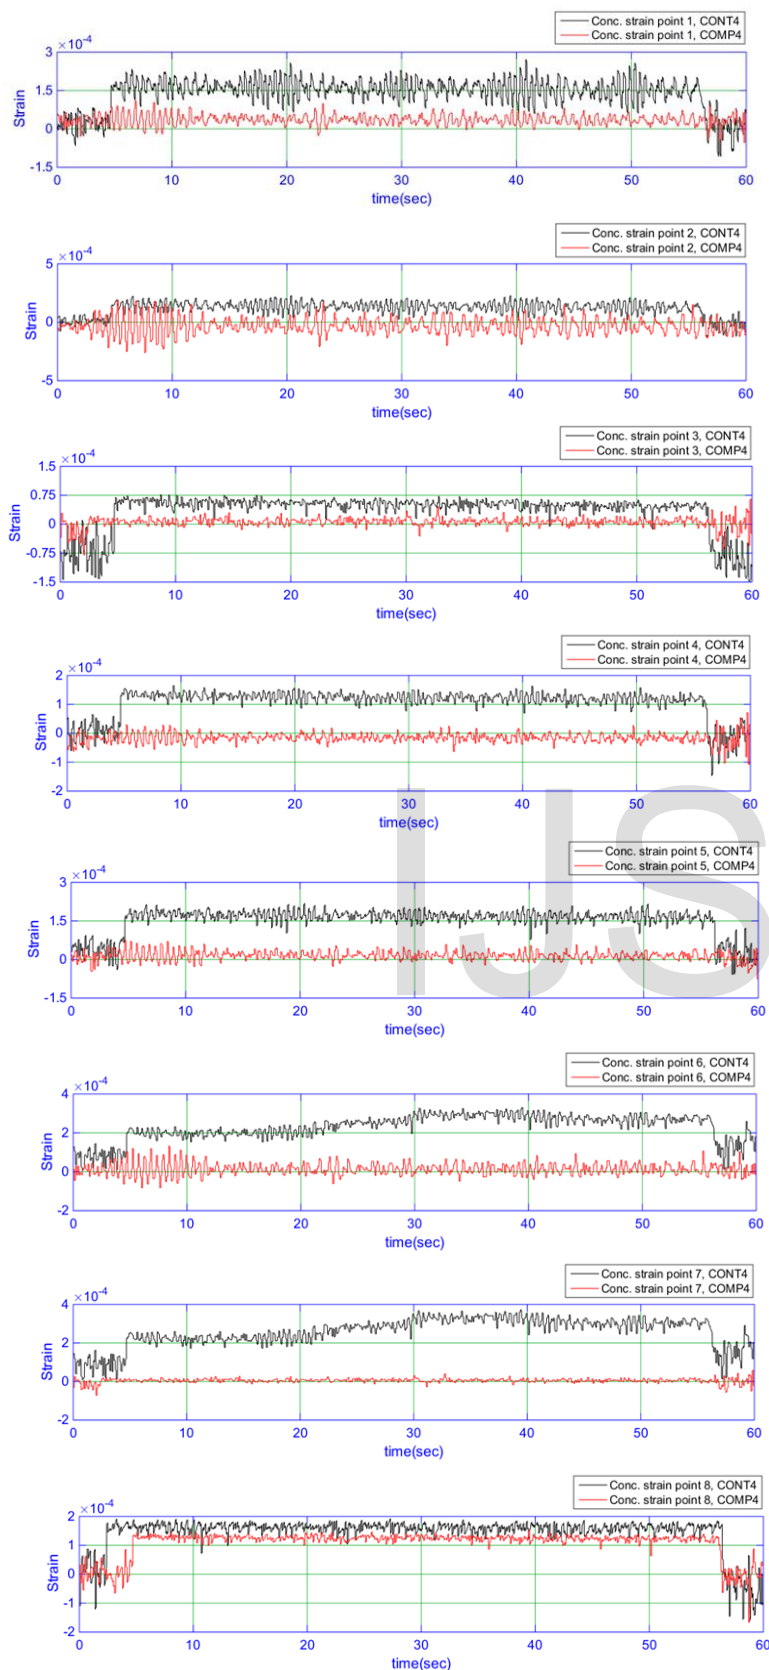 Conc. strain point 1, CONT4
Conc. strain point 1, COMP4
×10⁻⁴
3
1.5
0
-1.5
Strain
0 10 20 30 40 50 60
time(sec)
Conc. strain point 2, CONT4
Conc. strain point 2, COMP4
×10⁻⁴
5
0
-5
Strain
0 10 20 30 40 50 60
time(sec)
Conc. strain point 3, CONT4
Conc. strain point 3, COMP4
×10⁻⁴
1.5
0.75
0
-0.75
-1.5
Strain
0 10 20 30 40 50 60
time(sec)
Conc. strain point 4, CONT4
Conc. strain point 4, COMP4
×10⁻⁴
2
1
0
-1
-2
Strain
0 10 20 30 40 50 60
time(sec)
IJS
Conc. strain point 5, CONT4
Conc. strain point 5, COMP4
×10⁻⁴
3
1.5
0
-1.5
Strain
0 10 20 30 40 50 60
time(sec)
Conc. strain point 6, CONT4
Conc. strain point 6, COMP4
×10⁻⁴
4
2
0
-2
Strain
0 10 20 30 40 50 60
time(sec)
Conc. strain point 7, CONT4
Conc. strain point 7, COMP4
×10⁻⁴
4
2
0
-2
Strain
0 10 20 30 40 50 60
time(sec)
Conc. strain point 8, CONT4
Conc. strain point 8, COMP4
×10⁻⁴
2
1
0
-1
-2
Strain
0 10 20 30 40 50 60
time(sec)